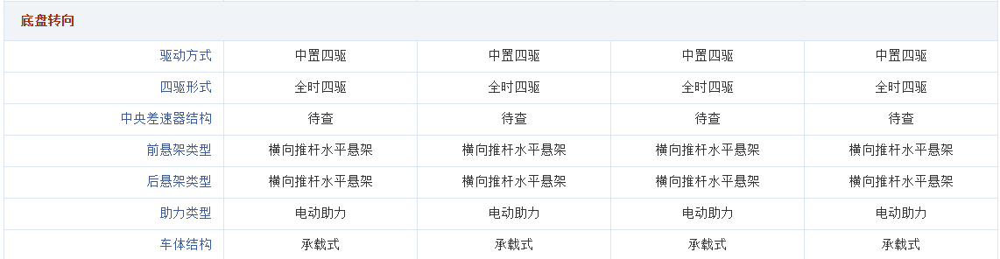 底盘转向
驱动方式 中置四驱 中置四驱 中置四驱 中置四驱
四驱形式 全时四驱 全时四驱 全时四驱 全时四驱
中央差速器结构 待查 待查 待查 待查
前悬架类型 横向推杆水平悬架 横向推杆水平悬架 横向推杆水平悬架 横向推杆水平悬架
后悬架类型 横向推杆水平悬架 横向推杆水平悬架 横向推杆水平悬架 横向推杆水平悬架
助力类型 电动助力 电动助力 电动助力 电动助力
车体结构 承载式 承载式 承载式 承载式